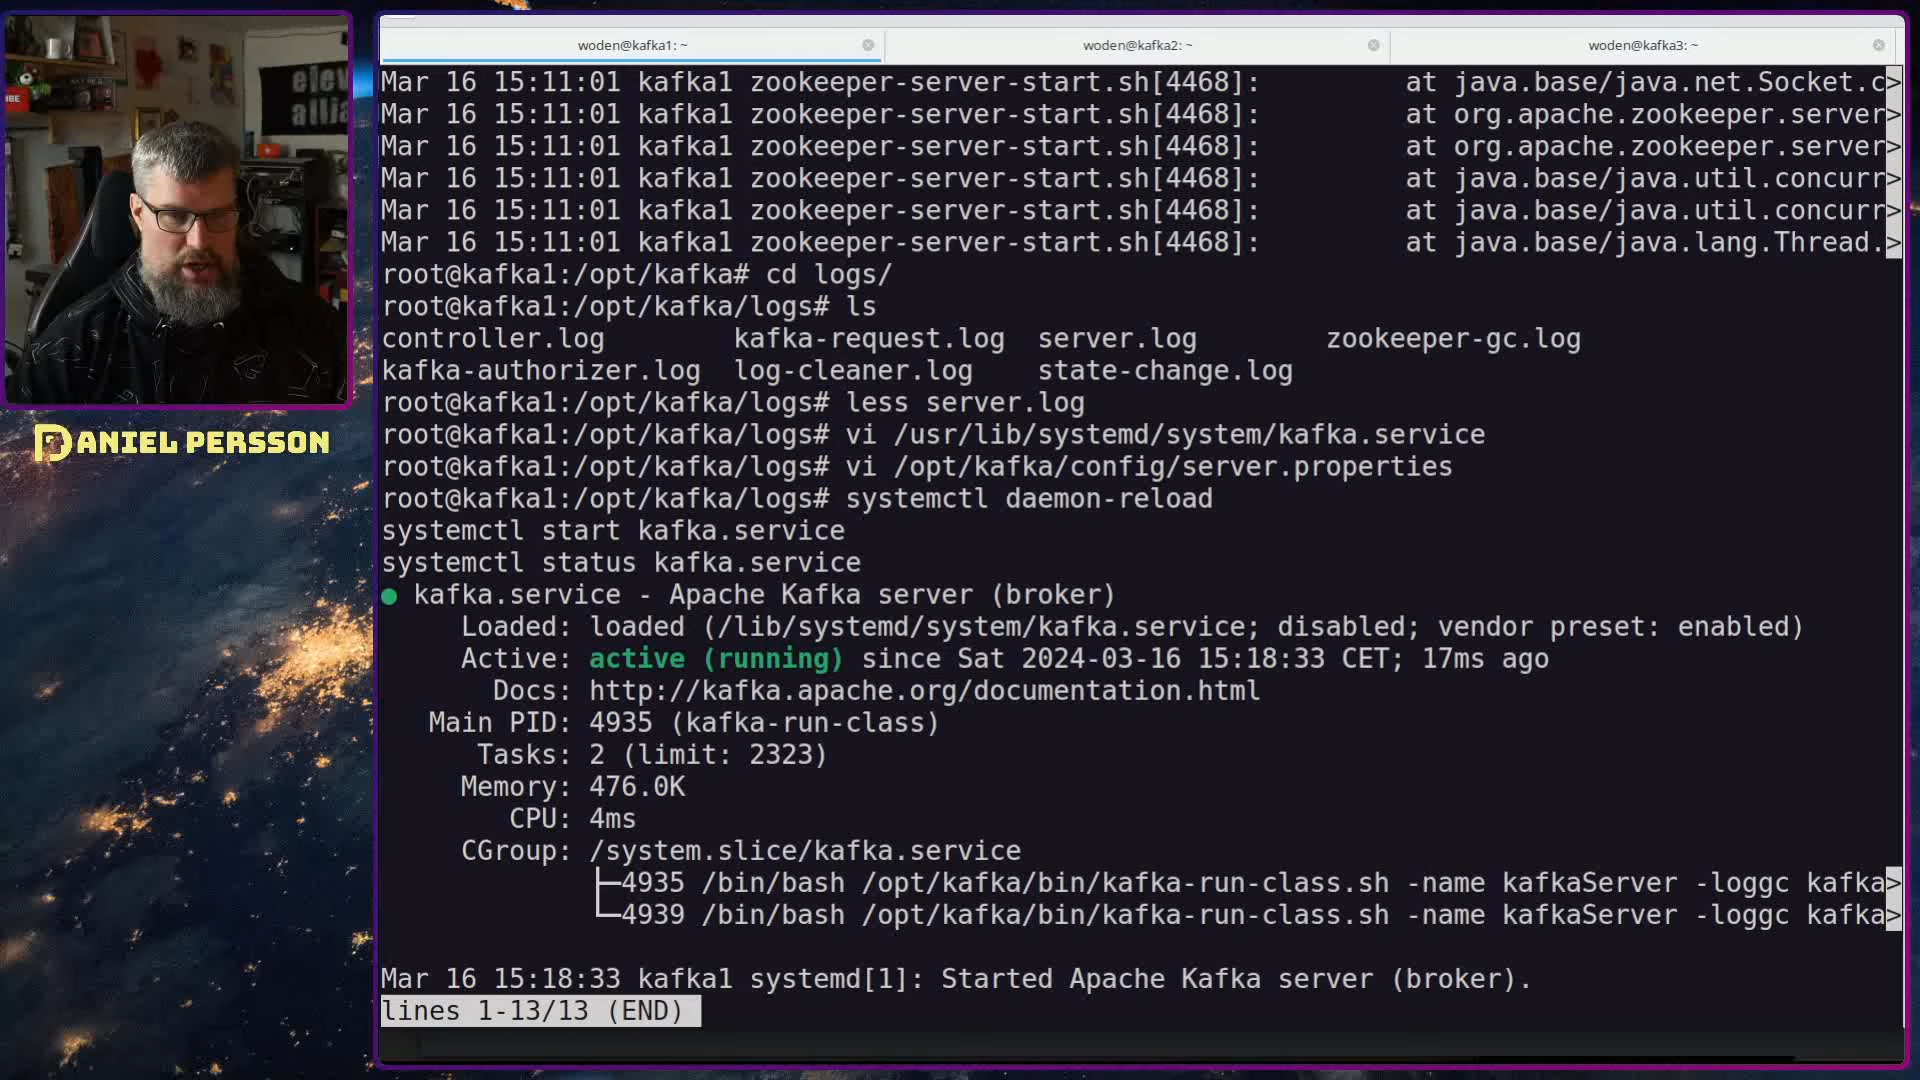 woden@kafka1: ~
woden@kafka2: ~
woden@kafka3: ~
Mar 16 15:11:01 kafka1 zookeeper-server-start.sh[4468]:         at java.base/java.net.Socket.c>
Mar 16 15:11:01 kafka1 zookeeper-server-start.sh[4468]:         at org.apache.zookeeper.server>
Mar 16 15:11:01 kafka1 zookeeper-server-start.sh[4468]:         at org.apache.zookeeper.server>
Mar 16 15:11:01 kafka1 zookeeper-server-start.sh[4468]:         at java.base/java.util.concurr>
Mar 16 15:11:01 kafka1 zookeeper-server-start.sh[4468]:         at java.base/java.util.concurr>
Mar 16 15:11:01 kafka1 zookeeper-server-start.sh[4468]:         at java.base/java.lang.Thread.>
root@kafka1:/opt/kafka# cd logs/
root@kafka1:/opt/kafka/logs# ls
controller.log        kafka-request.log  server.log        zookeeper-gc.log
kafka-authorizer.log  log-cleaner.log    state-change.log
root@kafka1:/opt/kafka/logs# less server.log
root@kafka1:/opt/kafka/logs# vi /usr/lib/systemd/system/kafka.service
root@kafka1:/opt/kafka/logs# vi /opt/kafka/config/server.properties
root@kafka1:/opt/kafka/logs# systemctl daemon-reload
systemctl start kafka.service
systemctl status kafka.service
● kafka.service - Apache Kafka server (broker)
     Loaded: loaded (/lib/systemd/system/kafka.service; disabled; vendor preset: enabled)
     Active: active (running) since Sat 2024-03-16 15:18:33 CET; 17ms ago
       Docs: http://kafka.apache.org/documentation.html
   Main PID: 4935 (kafka-run-class)
      Tasks: 2 (limit: 2323)
     Memory: 476.0K
        CPU: 4ms
     CGroup: /system.slice/kafka.service
             ├─4935 /bin/bash /opt/kafka/bin/kafka-run-class.sh -name kafkaServer -loggc kafka>
             └─4939 /bin/bash /opt/kafka/bin/kafka-run-class.sh -name kafkaServer -loggc kafka>
Mar 16 15:18:33 kafka1 systemd[1]: Started Apache Kafka server (broker).
lines 1-13/13 (END)
DANIEL PERSSON